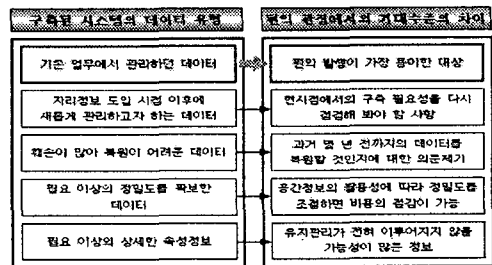 구축된 시스템의 데이터 유형
편익 관점에서의 기대수준의 차이
기존 업무에서 관리하던 데이터
편익 발생이 가장 용이한 대상
지리정보 도입 시점 이후에
새롭게 관리하고자 하는 데이터
현시점에서의 구축 필요성을 다시
점검해 봐야 할 사항
훼손이 많아 복원이 어려운 데이터
과거 몇 년 전까지의 데이터를
복원할 것인지에 대한 의문제기
필요 이상의 정밀도를 확보한
데이터
공간정보의 활용성에 따라 정밀도를
조절하면 비용의 절감이 가능
필요 이상의 상세한 속성정보
유지관리가 전혀 이루어지지 않을
가능성이 많은 정보